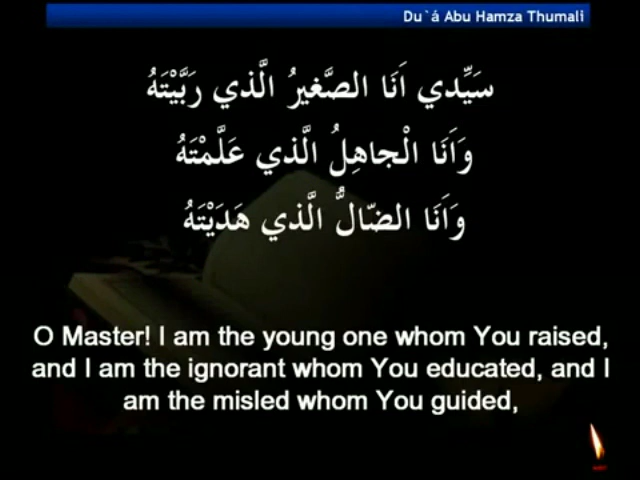 Du`á Abu Hamza Thumali
سَيِّدي اَنَا الصَّغيرُ الَّذي رَبَّيْتَهُ
وَاَنَا الْجاهِلُ الَّذي عَلَّمْتَهُ
وَاَنَا الضّالُّ الَّذي هَدَيْتَهُ
O Master! I am the young one whom You raised,
and I am the ignorant whom You educated, and I
am the misled whom You guided,